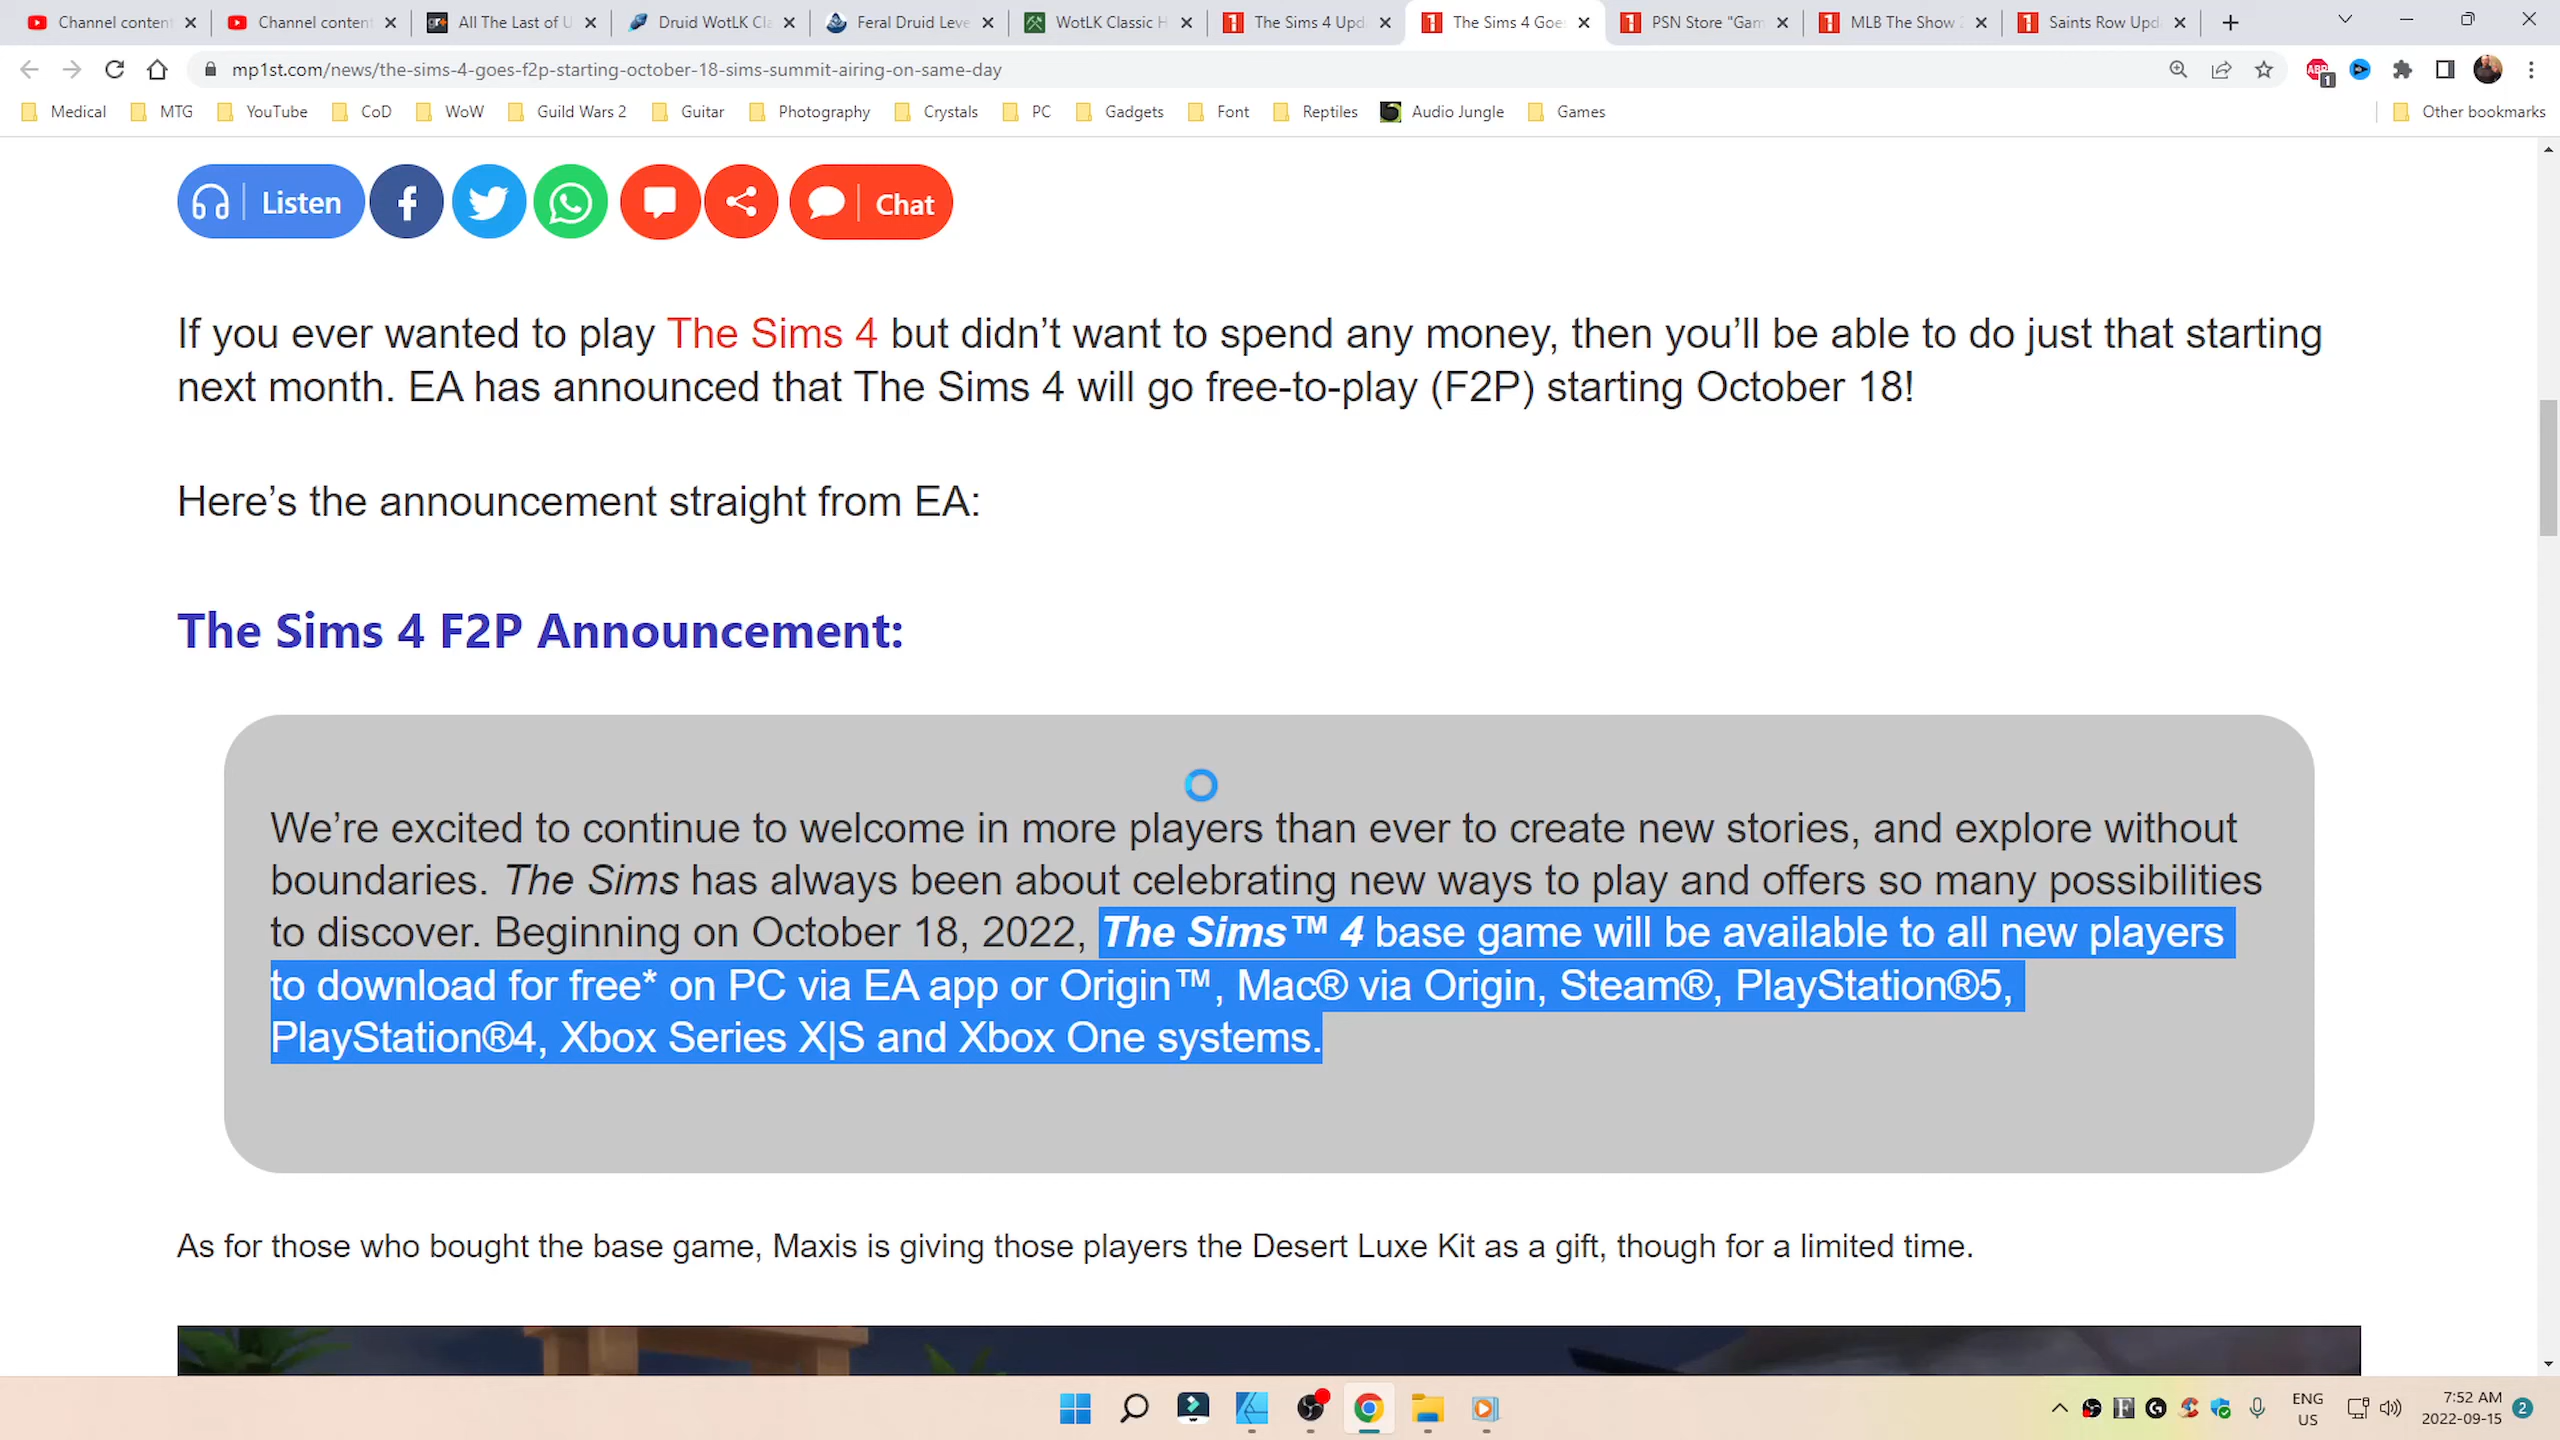 Channel content
Channel content
gr+ All The Last of U
Druid WotLK Cla
Feral Druid Leve
WotLK Classic H
The Sims 4 Upd
The Sims 4 Goe
PSN Store "Gam
MLB The Show 2
Saints Row Upd
mp1st.com/news/the-sims-4-goes-f2p-starting-october-18-sims-summit-airing-on-same-day
ABP 1
Medical MTG YouTube CoD WoW Guild Wars 2 Guitar Photography Crystals PC Gadgets Font Reptiles Audio Jungle Games Other bookmarks
Listen
Chat
If you ever wanted to play The Sims 4 but didn’t want to spend any money, then you’ll be able to do just that starting
next month. EA has announced that The Sims 4 will go free-to-play (F2P) starting October 18!
Here’s the announcement straight from EA:
The Sims 4 F2P Announcement:
We’re excited to continue to welcome in more players than ever to create new stories, and explore without
boundaries. The Sims has always been about celebrating new ways to play and offers so many possibilities
to discover. Beginning on October 18, 2022, The Sims™ 4 base game will be available to all new players
to download for free* on PC via EA app or Origin™, Mac® via Origin, Steam®, PlayStation®5,
PlayStation®4, Xbox Series X|S and Xbox One systems.
As for those who bought the base game, Maxis is giving those players the Desert Luxe Kit as a gift, though for a limited time.
ENG
US
7:52 AM
2022-09-15
2